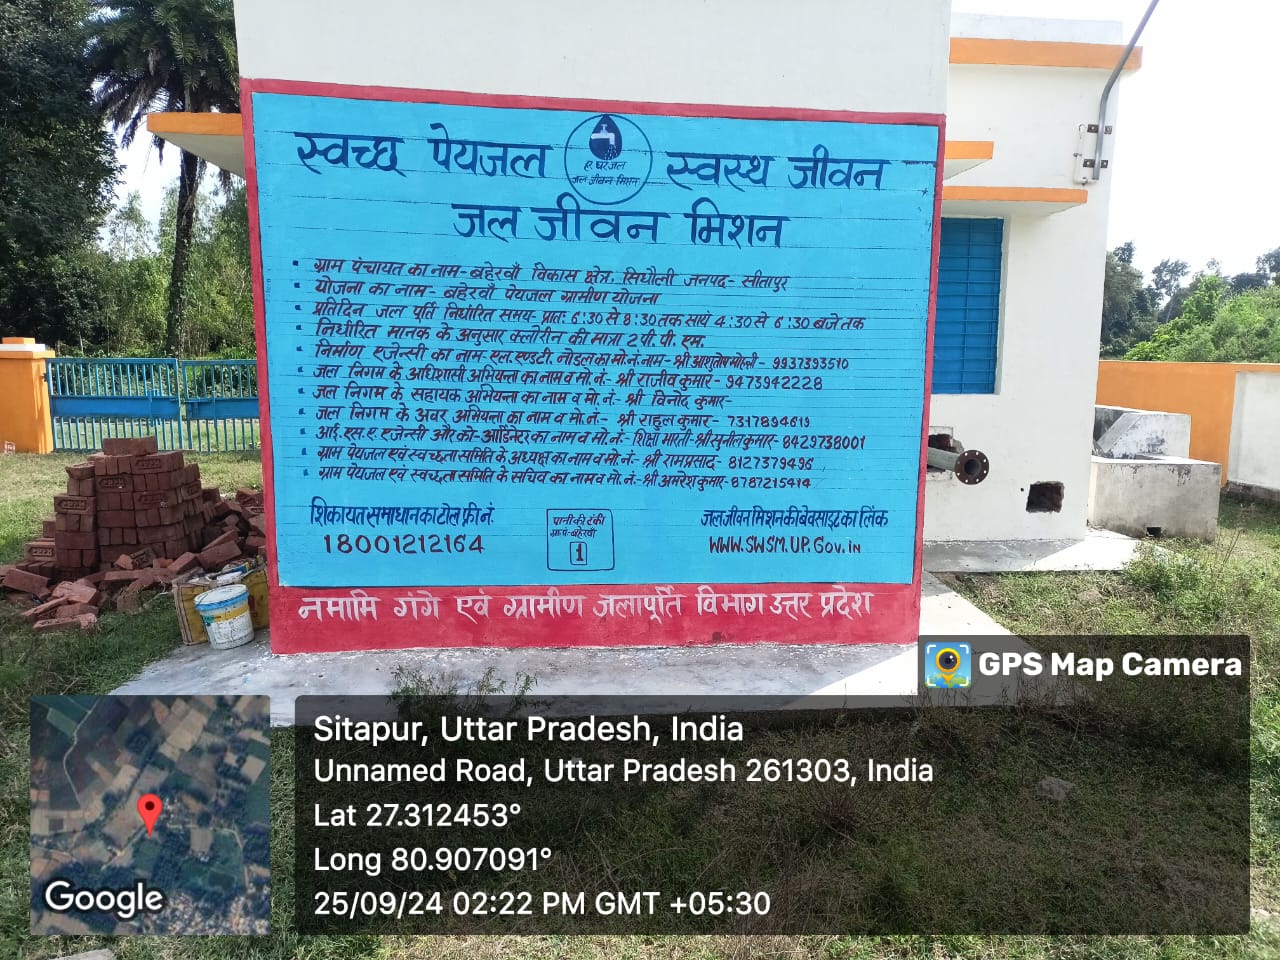 स्वच्छ पेयजल
हर घर जल
जल जीवन मिशन
स्वस्थ जीवन
जल जीवन मिशन
▪ ग्राम पंचायत का नाम-बहेरवाँ विकास क्षेत्र, सिधौली जनपद- सीतापुर
▪ योजना का नाम- बहेरवाँ पेयजल ग्रामीण योजना
▪ प्रतिदिन जल पूर्ति निर्धारित समय- प्रातः 6:30 से 8:30 तक सायं 4:30 से 6:30 बजे तक
▪ निर्धारित मानक के अनुसार क्लोरीन की मात्रा 2 पी. पी. एम.
▪ निर्माण एजेन्सी का नाम-एल. एण्ड टी. नोडल का मो.नं. नाम- श्री आशुतोष मोहन्ती - 9937393510
▪ जल निगम के अधिशासी अभियन्ता का नाम व मो.नं.- श्री राजीव कुमार- 9473942228
▪ जल निगम के सहायक अभियन्ता का नाम व मो.नं- श्री विनोद कुमार-
▪ जल निगम के अवर अभियन्ता का नाम व मो.नं- श्री राहुल कुमार- 7317894619
▪ आई. एस. ए. एजेन्सी और को-ऑर्डिनेटर का नाम व मो.नं- शिक्षा भारती-श्री सुनीत कुमार-8429738001
▪ ग्राम पेयजल एवं स्वच्छता समिति के अध्यक्ष का नाम व मो.नं- श्री रामप्रसाद- 8127379496
▪ ग्राम पेयजल एवं स्वच्छता समिति के सचिव का नाम व मो.नं-श्री अमरेश कुमार-8787215414
शिकायत समाधान का टोल फ्री नं.
18001212164
पानी की टंकी
ग्रा०पं०-बहेरवाँ
1
जल जीवन मिशन की वेबसाइट का लिंक
WWW.SWSM.UP.Gov.iN
नमामि गंगे एवं ग्रामीण जलापूर्ति विभाग उत्तर प्रदेश
GPS Map Camera
Sitapur, Uttar Pradesh, India
Unnamed Road, Uttar Pradesh 261303, India
Lat 27.312453°
Long 80.907091°
25/09/24 02:22 PM GMT +05:30
Google